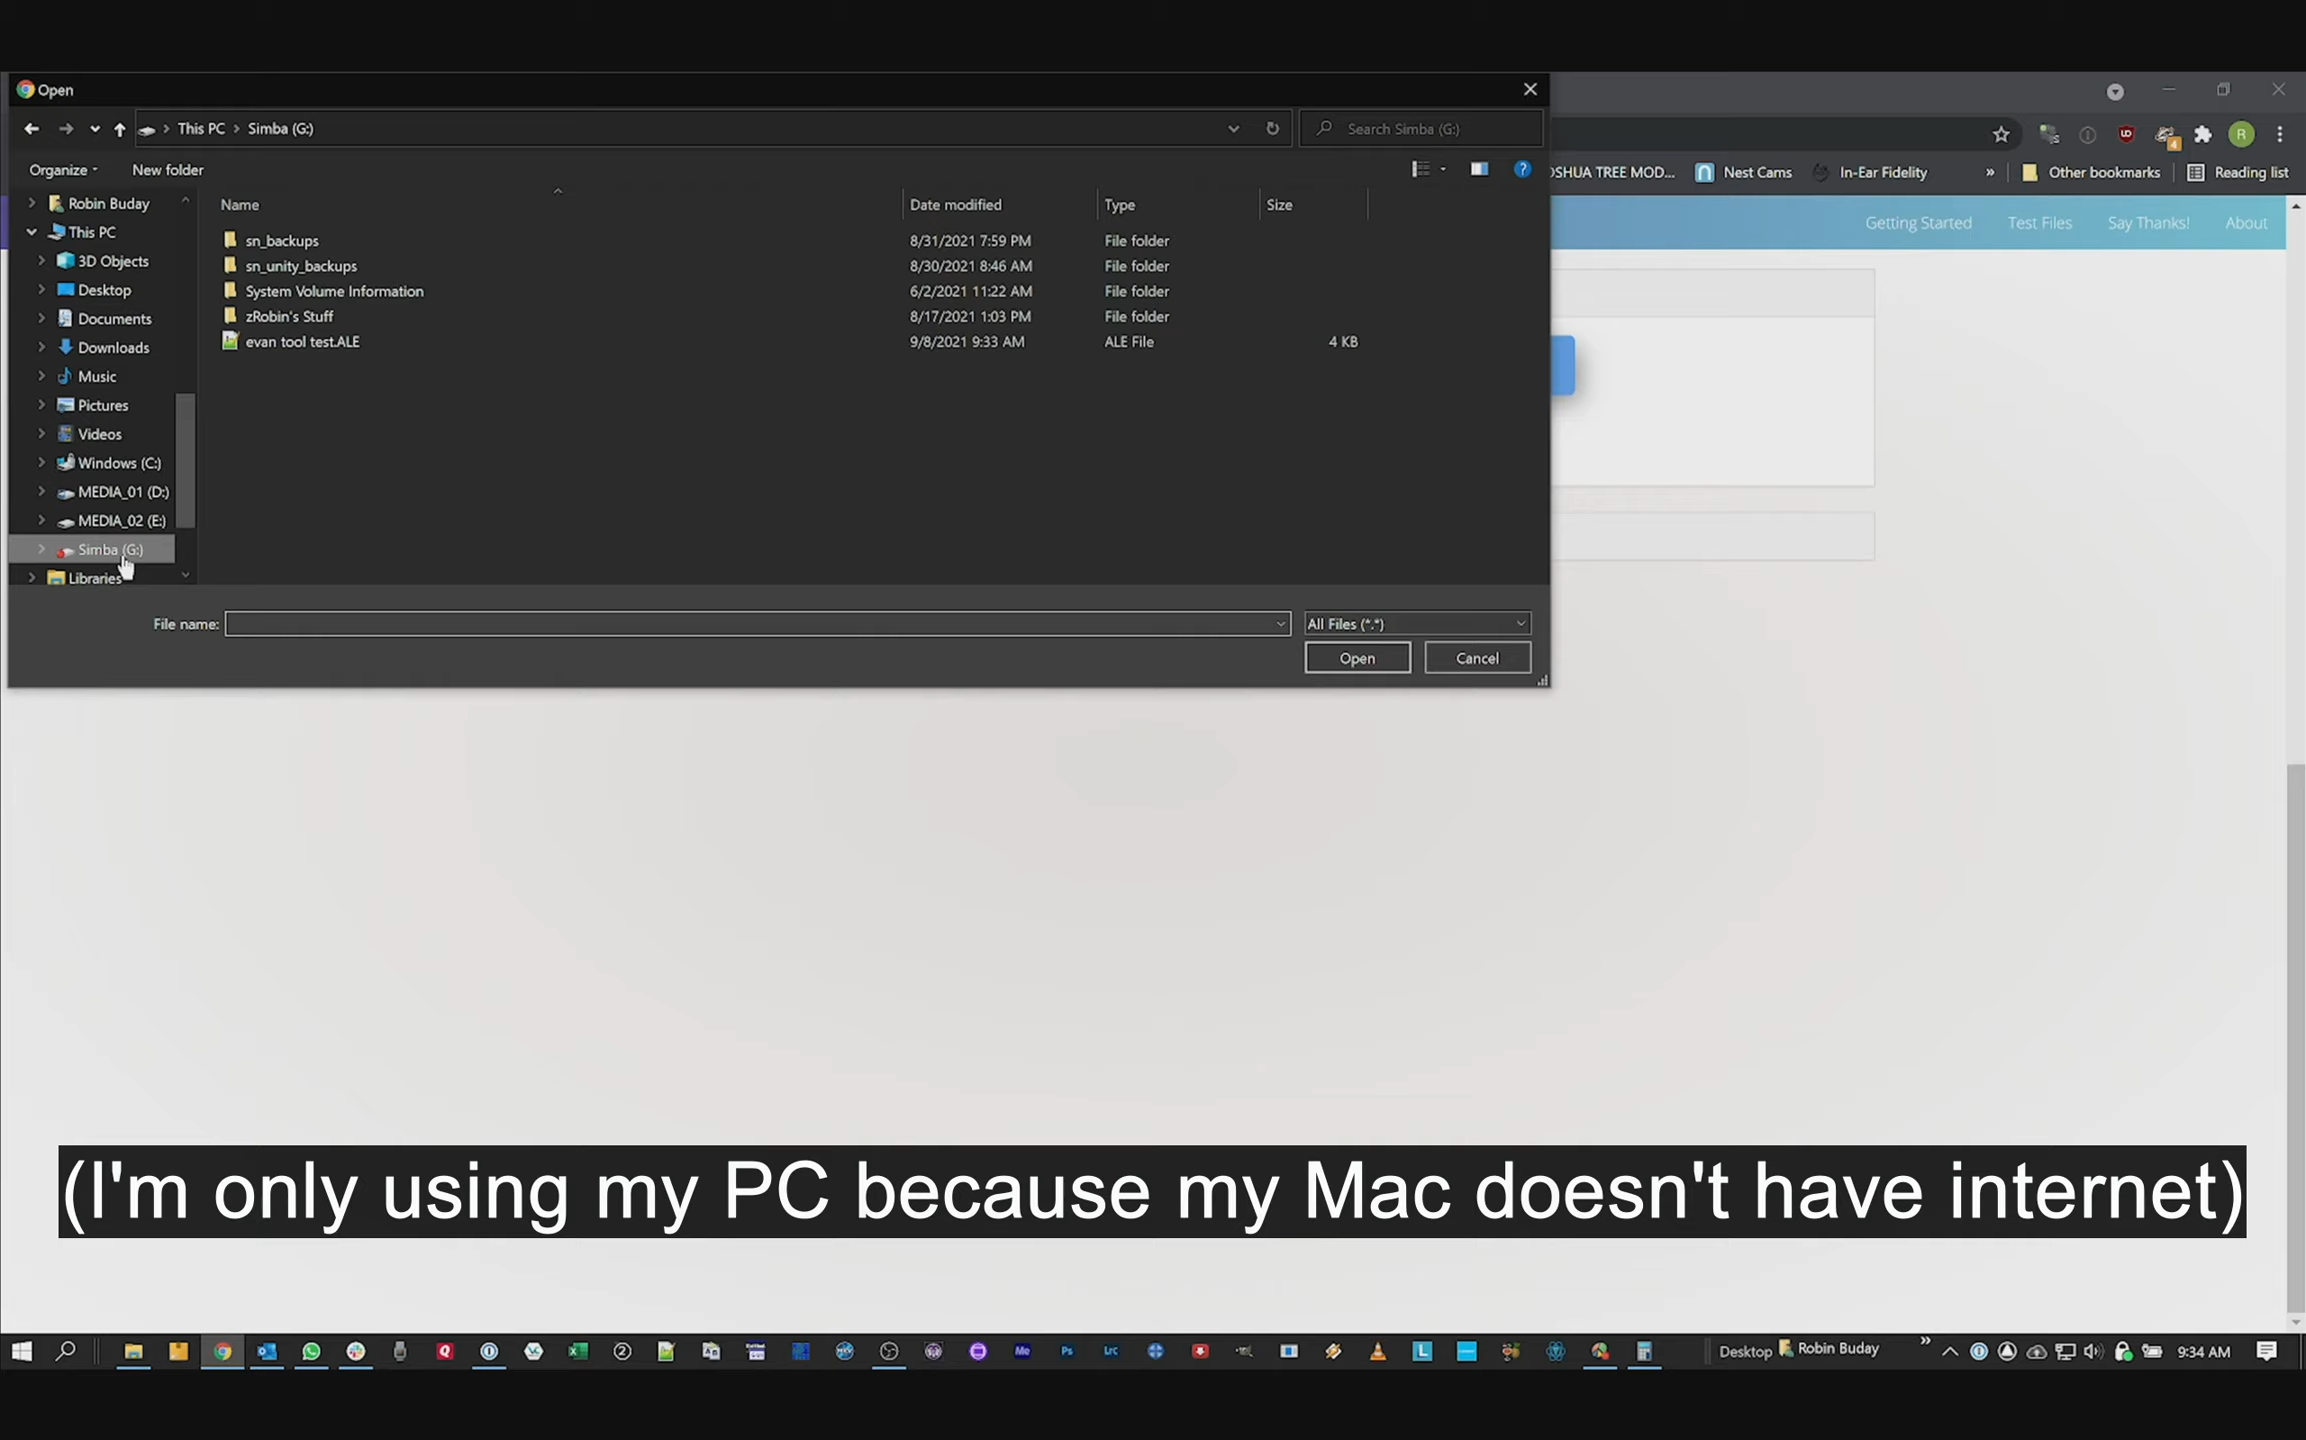 Open
This PC > Simba (G:)
Search Simba (G:)
Organize
New folder
SHUA TREE MOD...
Nest Cams
In-Ear Fidelity
»
Other bookmarks
Reading list
Getting Started
Test Files
Say Thanks!
About
Robin Buday
This PC
3D Objects
Desktop
Documents
Downloads
Music
Pictures
Videos
Windows (C:)
MEDIA_01 (D:)
MEDIA_02 (E:)
Simba (G:)
Libraries
Name Date modified Type Size
sn_backups 8/31/2021 7:59 PM File folder
sn_unity_backups 8/30/2021 8:46 AM File folder
System Volume Information 6/2/2021 11:22 AM File folder
zRobin's Stuff 8/17/2021 1:03 PM File folder
evan tool test.ALE 9/8/2021 9:33 AM ALE File 4 KB
File name:
All Files (*.*)
Open
Cancel
(I'm only using my PC because my Mac doesn't have internet)
Desktop
Robin Buday
»
9:34 AM